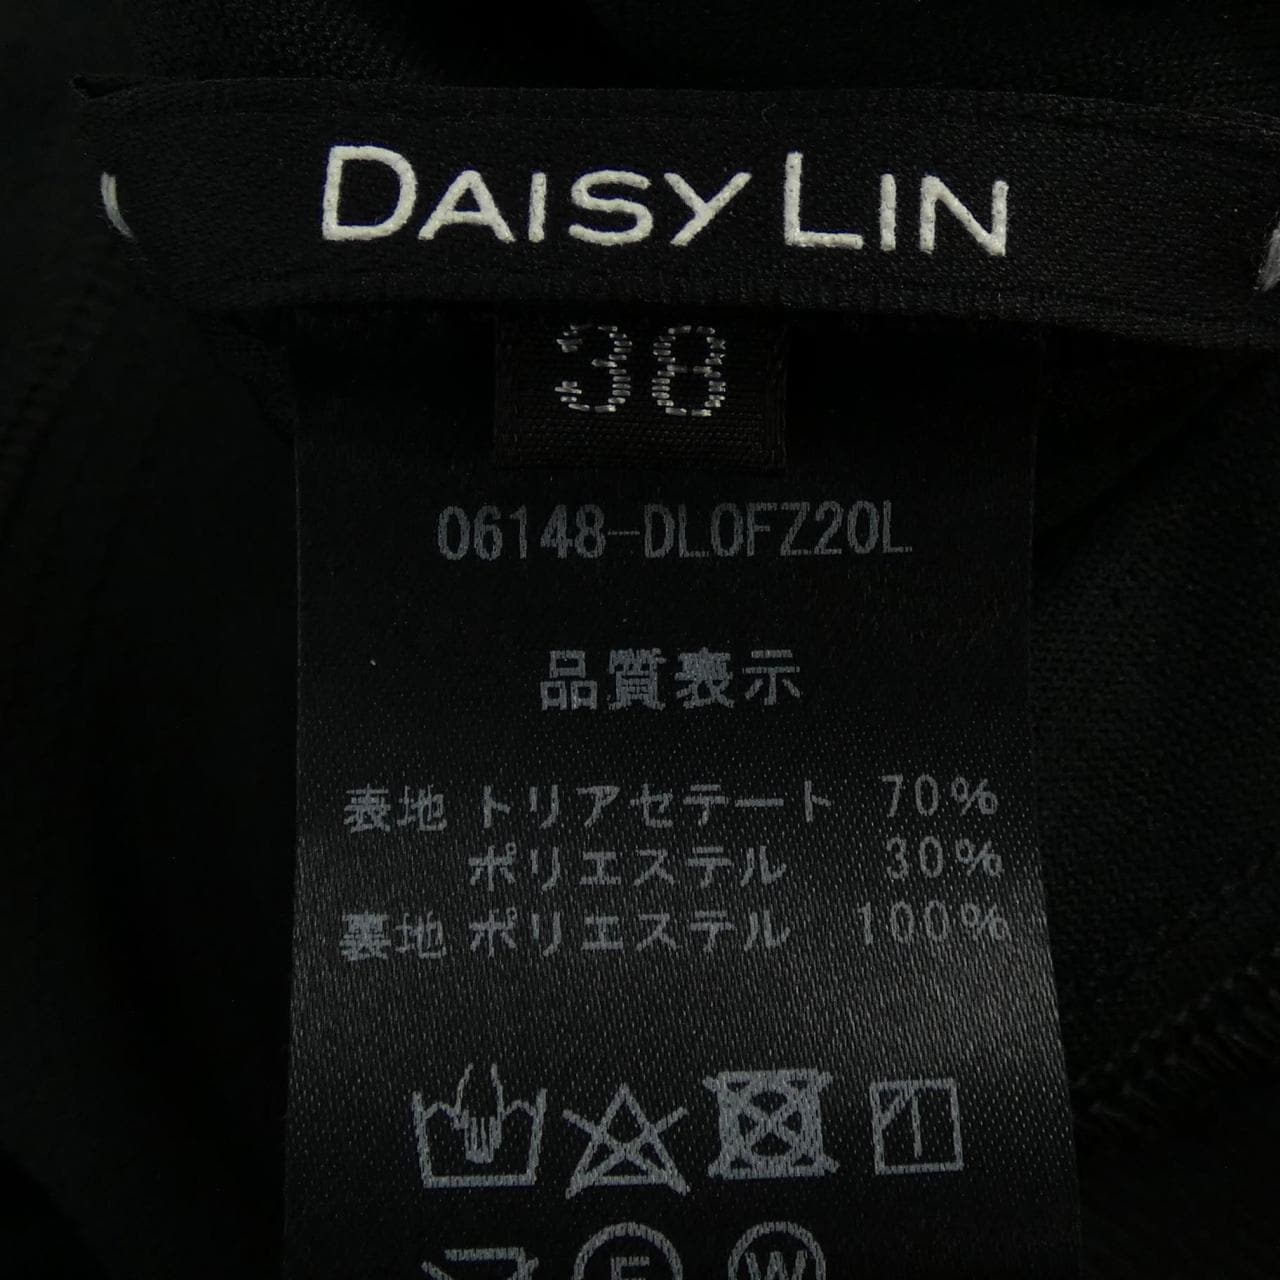 DAISY LIN
38
06148-DL0FZ20L
品質表示
表地 トリアセテート 70%
ポリエステル 30%
裏地 ポリエステル 100%
F W